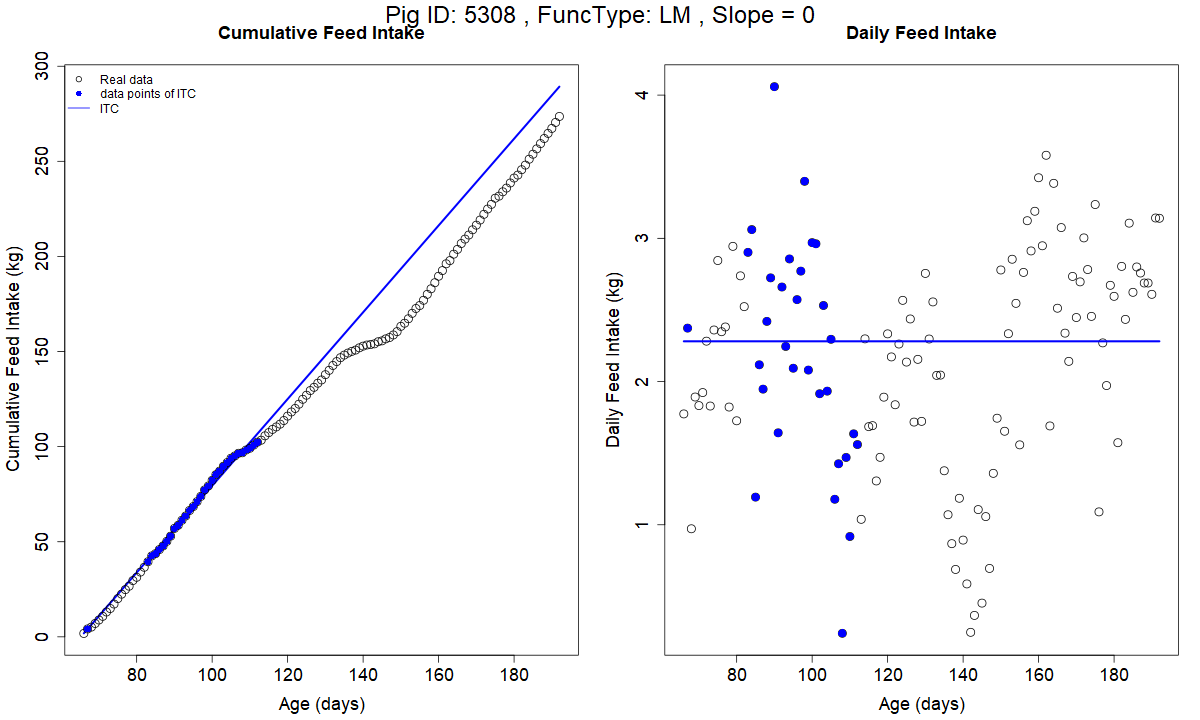 Pig ID: 5308 , FuncType: LM , Slope = 0
Cumulative Feed Intake
Daily Feed Intake
Real data
data points of ITC
ITC
Cumulative Feed Intake (kg)
0
50
100
150
200
250
300
80
100
120
140
160
180
Age (days)
Daily Feed Intake (kg)
1
2
3
4
80
100
120
140
160
180
Age (days)